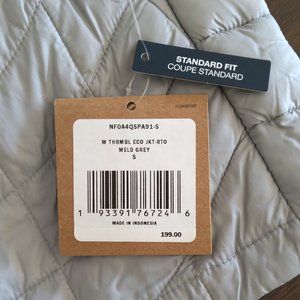 STANDARD FIT
COUPE STANDARD
NF0A4QSPA91-S
M THRMBL ECO JKT-RTO
MELD GREY
S
1 93391 76724 6
MADE IN INDONESIA
199.00